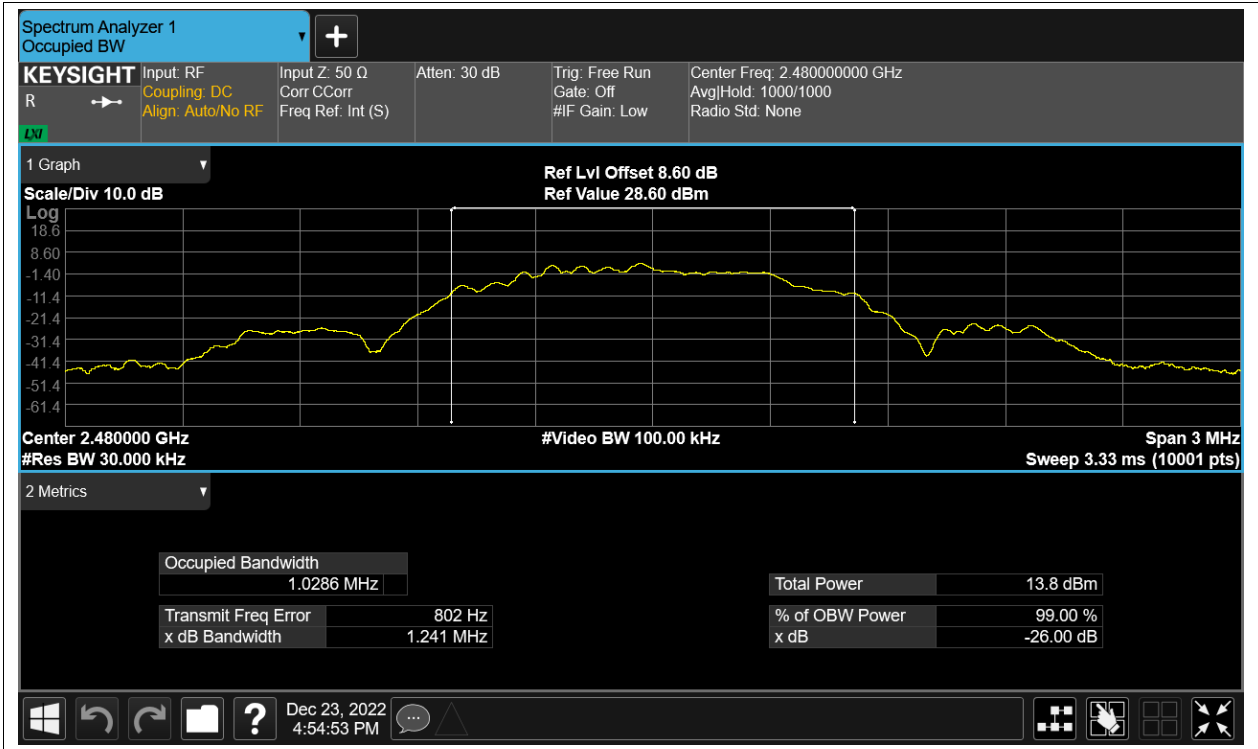 Spectrum Analyzer 1
Occupied BW
KEYSIGHT
R
LXI
Input: RF
Coupling: DC
Align: Auto/No RF
Input Z: 50 Ω
Corr CCorr
Freq Ref: Int (S)
Atten: 30 dB
Trig: Free Run
Gate: Off
#IF Gain: Low
Center Freq: 2.480000000 GHz
Avg|Hold: 1000/1000
Radio Std: None
1 Graph
Scale/Div 10.0 dB
Ref Lvl Offset 8.60 dB
Ref Value 28.60 dBm
Log
18.6
8.60
-1.40
-11.4
-21.4
-31.4
-41.4
-51.4
-61.4
Center 2.480000 GHz
#Res BW 30.000 kHz
#Video BW 100.00 kHz
Span 3 MHz
Sweep 3.33 ms (10001 pts)
2 Metrics
Occupied Bandwidth
1.0286 MHz
Transmit Freq Error 802 Hz
x dB Bandwidth 1.241 MHz
Total Power 13.8 dBm
% of OBW Power 99.00 %
x dB -26.00 dB
?
Dec 23, 2022
4:54:53 PM